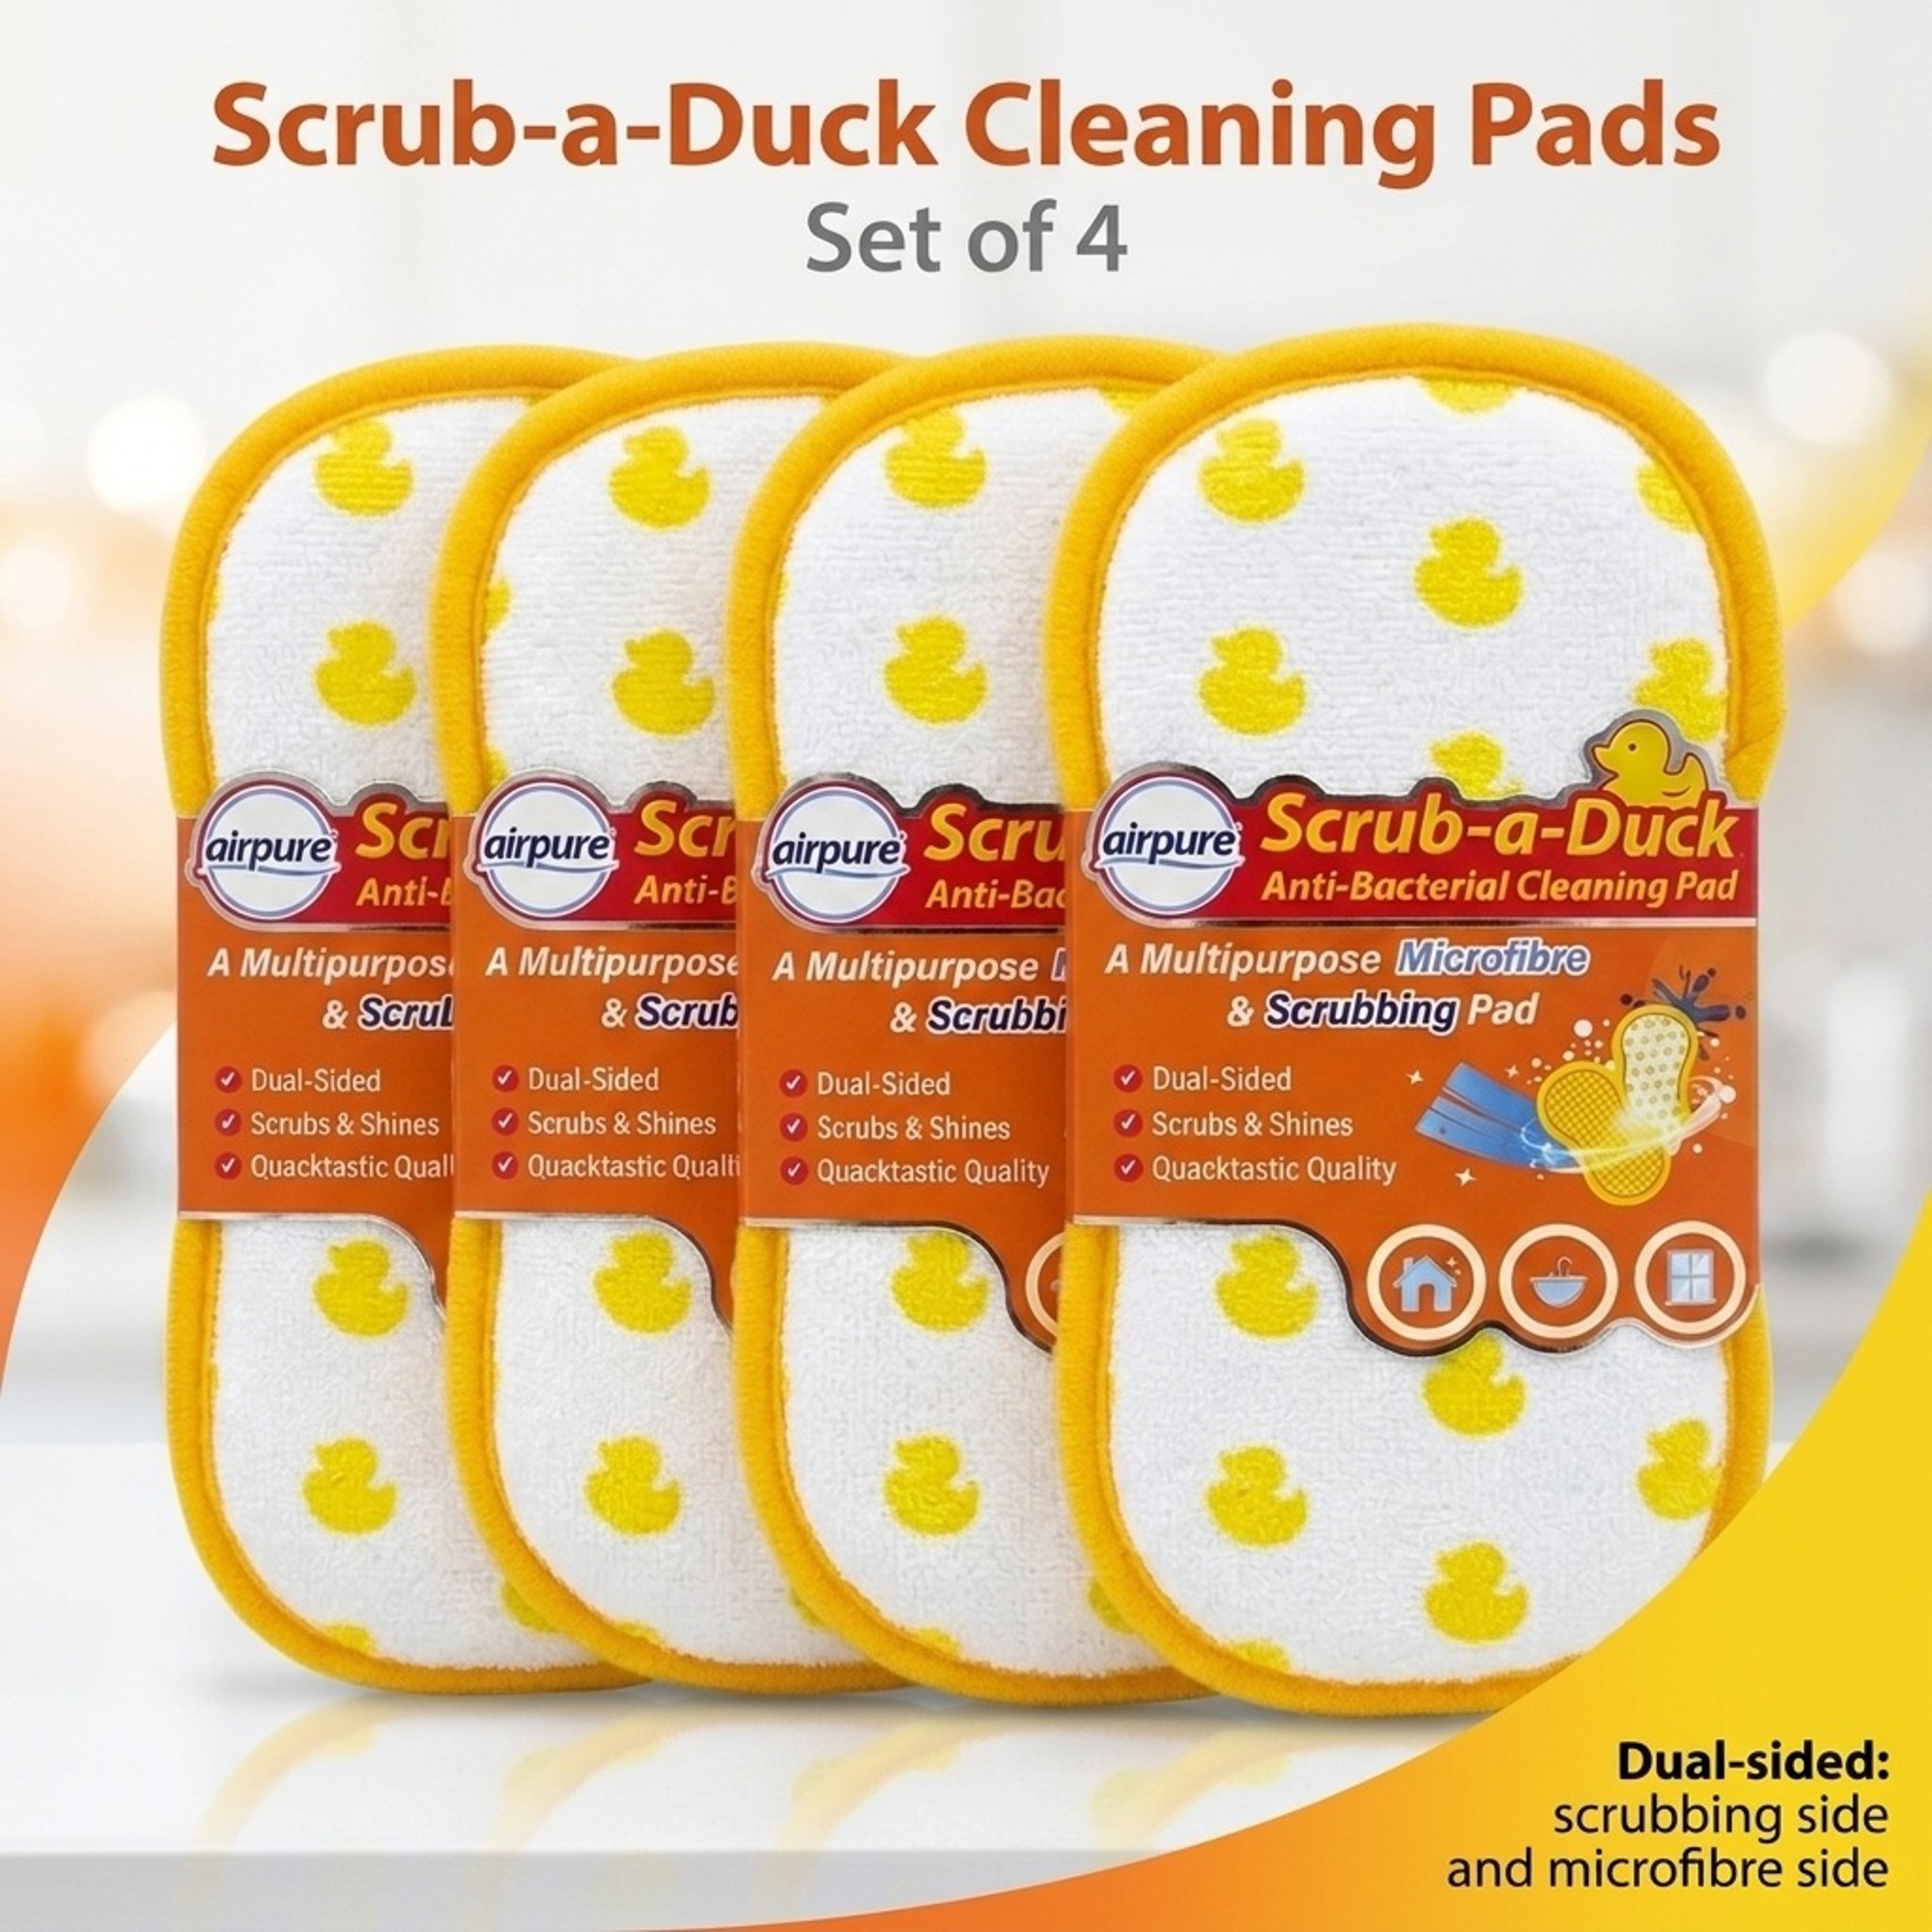 Scrub-a-Duck Cleaning Pads
Set of 4
airpure
Scr
Anti-B
A Multipurpos
& Scrub
Dual-Sided
Scrubs & Shines
Quacktastic Quali
airpure
Scr
Anti-B
A Multipurpose
& Scrub
Dual-Sided
Scrubs & Shines
Quacktastic Qualit
airpure
Scru
Anti-Bac
A Multipurpose
& Scrubbi
Dual-Sided
Scrubs & Shines
Quacktastic Quality
airpure
Scrub-a-Duck
Anti-Bacterial Cleaning Pad
A Multipurpose Microfibre
& Scrubbing Pad
Dual-Sided
Scrubs & Shines
Quacktastic Quality
Dual-sided:
scrubbing side
and microfibre side